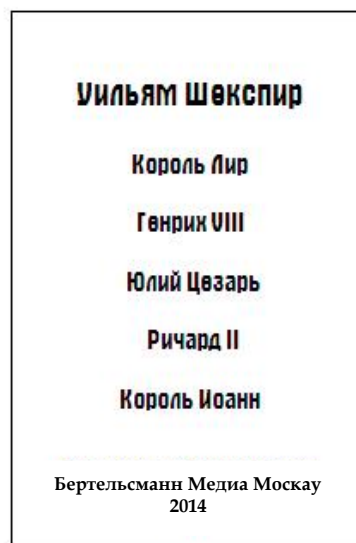 Уильям Шекспир
Король Лир
Генрих VIII
Юлий Цезарь
Ричард II
Король Иоанн
Бертельсманн Медиа Москау
2014